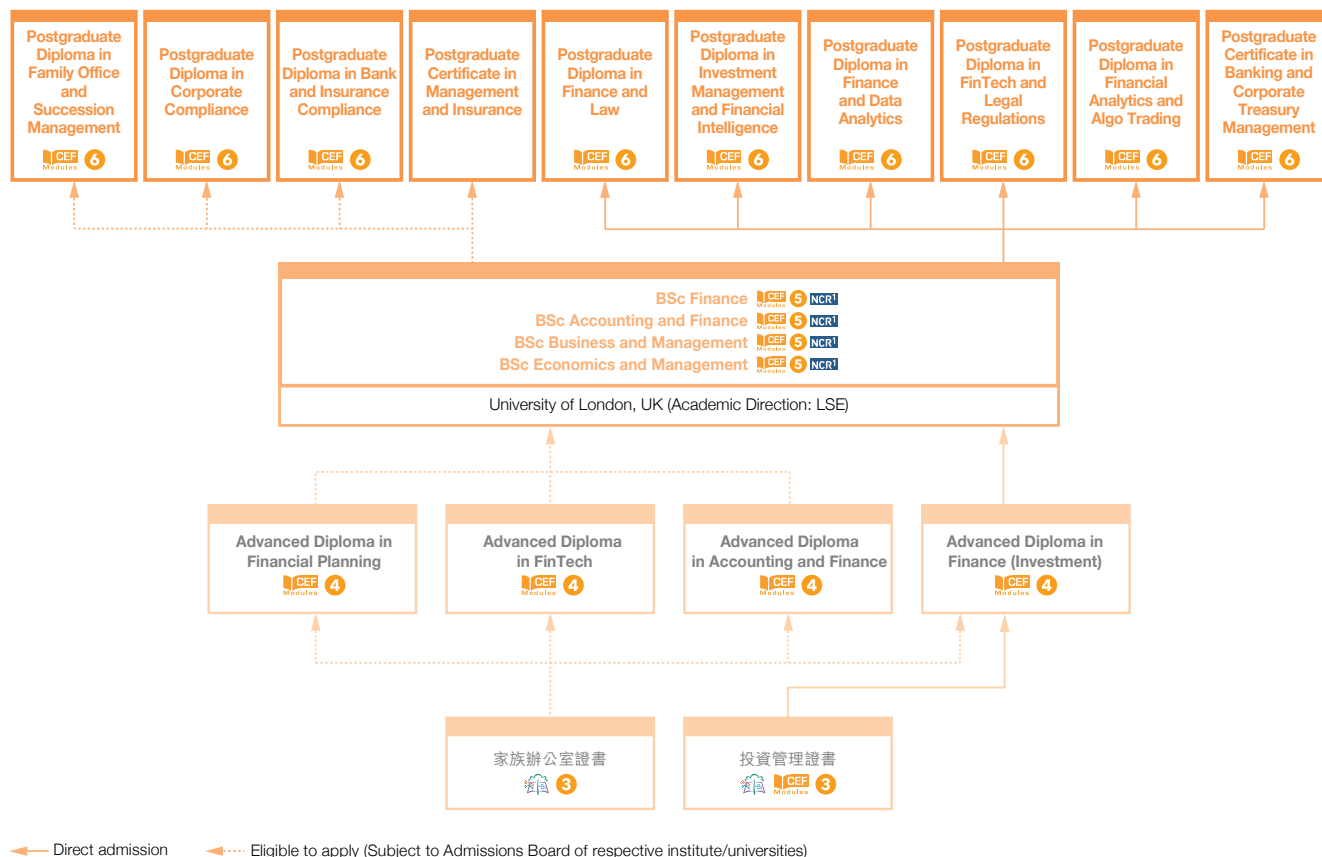 Postgraduate
Diploma in
Family Office
and
Succession
Management
CEF
Modules
6
Postgraduate
Diploma in
Corporate
Compliance
CEF
Modules
6
Postgraduate
Diploma in Bank
and Insurance
Compliance
CEF
Modules
6
Postgraduate
Certificate in
Management
and Insurance
CEF
Modules
6
Postgraduate
Diploma in
Finance and
Law
CEF
Modules
6
Postgraduate
Diploma in
Investment
Management
and Financial
Intelligence
CEF
Modules
6
Postgraduate
Diploma in
Finance
and Data
Analytics
CEF
Modules
6
Postgraduate
Diploma in
FinTech and
Legal
Regulations
CEF
Modules
6
Postgraduate
Diploma in
Financial
Analytics and
Algo Trading
CEF
Modules
6
Postgraduate
Certificate in
Banking and
Corporate
Treasury
Management
CEF
Modules
6
BSc Finance CEF Modules 5 NCR1
BSc Accounting and Finance CEF Modules 5 NCR1
BSc Business and Management CEF Modules 5 NCR1
BSc Economics and Management CEF Modules 5 NCR1
University of London, UK (Academic Direction: LSE)
Advanced Diploma in
Financial Planning
CEF
Modules
4
Advanced Diploma
in FinTech
CEF
Modules
4
Advanced Diploma
in Accounting and Finance
CEF
Modules
4
Advanced Diploma in
Finance (Investment)
CEF
Modules
4
家族辦公室證書
3
投資管理證書
CEF
Modules
3
Direct admission
Eligible to apply (Subject to Admissions Board of respective institute/universities)